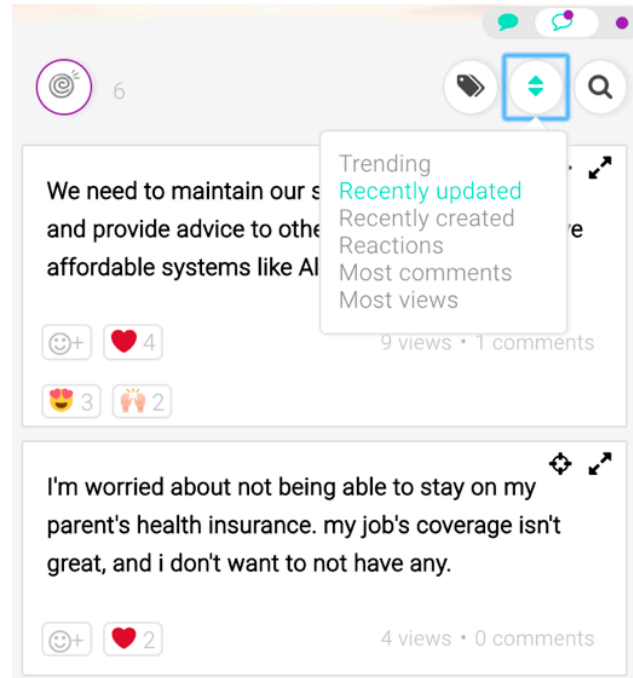 6
Trending
Recently updated
Recently created
Reactions
Most comments
Most views
We need to maintain our
and provide advice to
affordable systems like
4
9 views • 1 comments
3
2
I'm worried about not being able to stay on my
parent's health insurance. my job's coverage isn't
great, and i don't want to not have any.
2
4 views • 0 comments